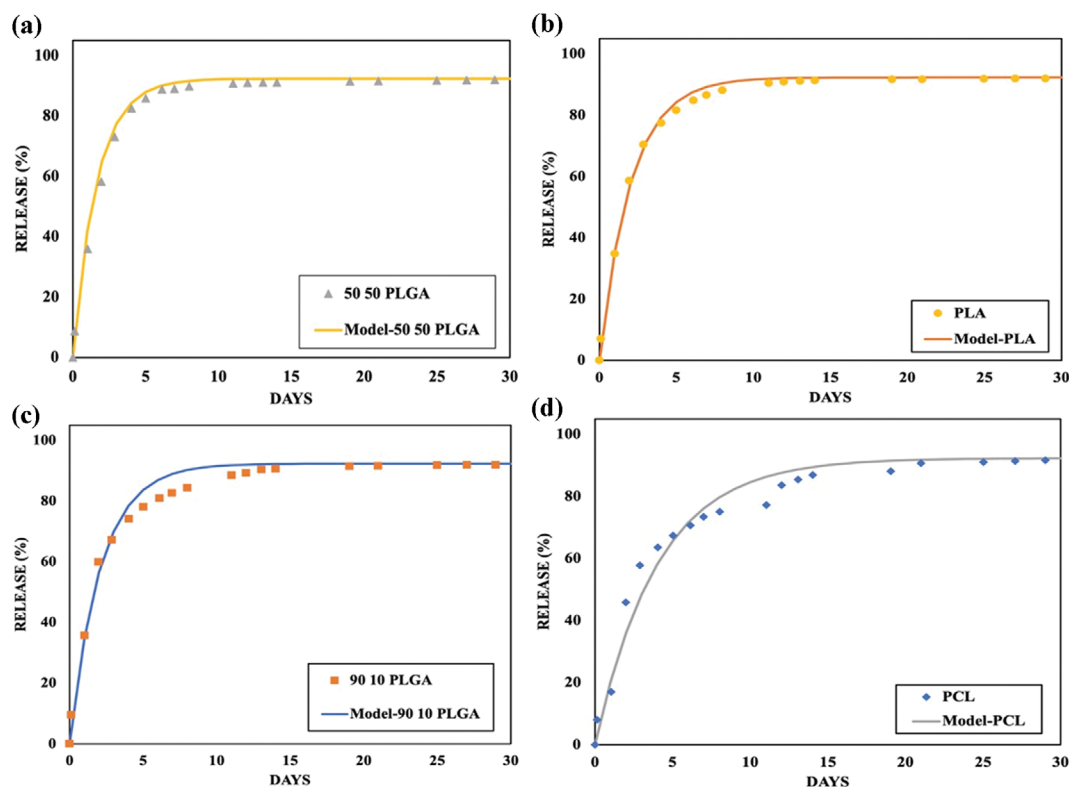 (a)
100
80
60
40
20
0
RELEASE (%)
50 50 PLGA
Model-50 50 PLGA
0 5 10 15 20 25 30
DAYS
(b)
100
80
60
40
20
0
RELEASE (%)
PLA
Model-PLA
0 5 10 15 20 25 30
DAYS
(c)
100
80
60
40
20
0
RELEASE (%)
90 10 PLGA
Model-90 10 PLGA
0 5 10 15 20 25 30
DAYS
(d)
100
80
60
40
20
0
RELEASE (%)
PCL
Model-PCL
0 5 10 15 20 25 30
DAYS